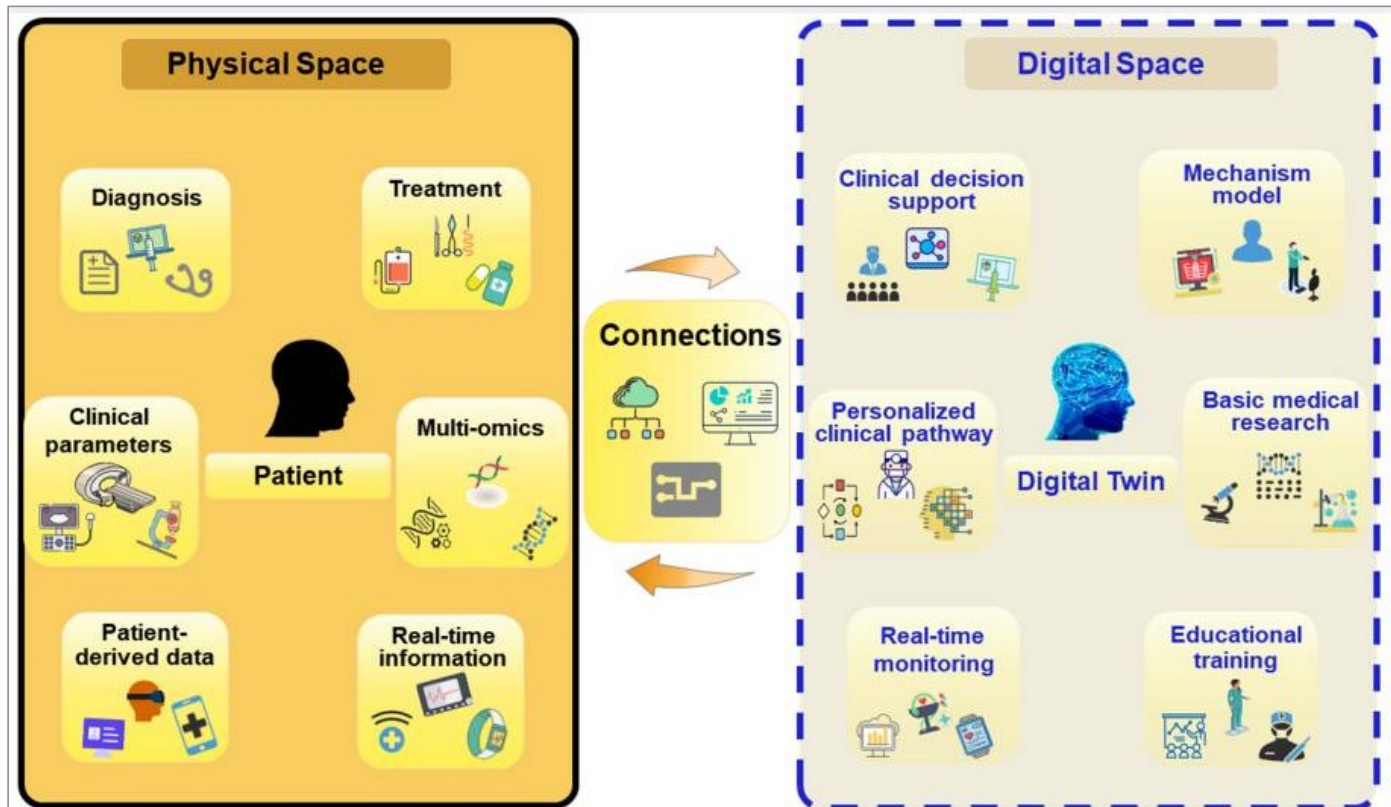 Physical Space
Diagnosis
Treatment
Clinical
parameters
Patient
Multi-omics
Patient-
derived data
Real-time
information
Connections
Digital Space
Clinical decision
support
Mechanism
model
Personalized
clinical pathway
Digital Twin
Basic medical
research
Real-time
monitoring
Educational
training